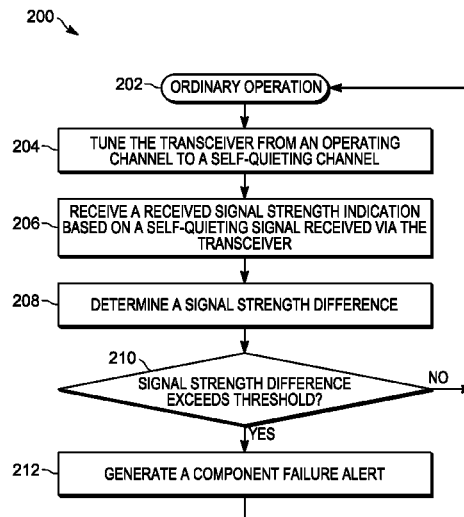 200
202
ORDINARY OPERATION
204
TUNE THE TRANSCEIVER FROM AN OPERATING
CHANNEL TO A SELF-QUIETING CHANNEL
206
RECEIVE A RECEIVED SIGNAL STRENGTH INDICATION
BASED ON A SELF-QUIETING SIGNAL RECEIVED VIA THE
TRANSCEIVER
208
DETERMINE A SIGNAL STRENGTH DIFFERENCE
210
SIGNAL STRENGTH DIFFERENCE
EXCEEDS THRESHOLD?
NO
YES
212
GENERATE A COMPONENT FAILURE ALERT